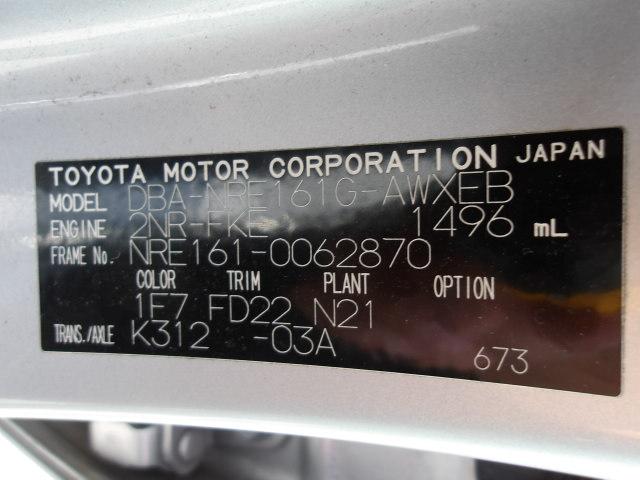 TOYOTA MOTOR CORPORATION JAPAN
MODEL DBA-NRE161G-AWXEB
ENGINE 2NR-FKE 1496 mL
FRAME No. NRE161-0062870
COLOR TRIM PLANT OPTION
1E7 FD22 N21
TRANS./AXLE K312 -03A
673